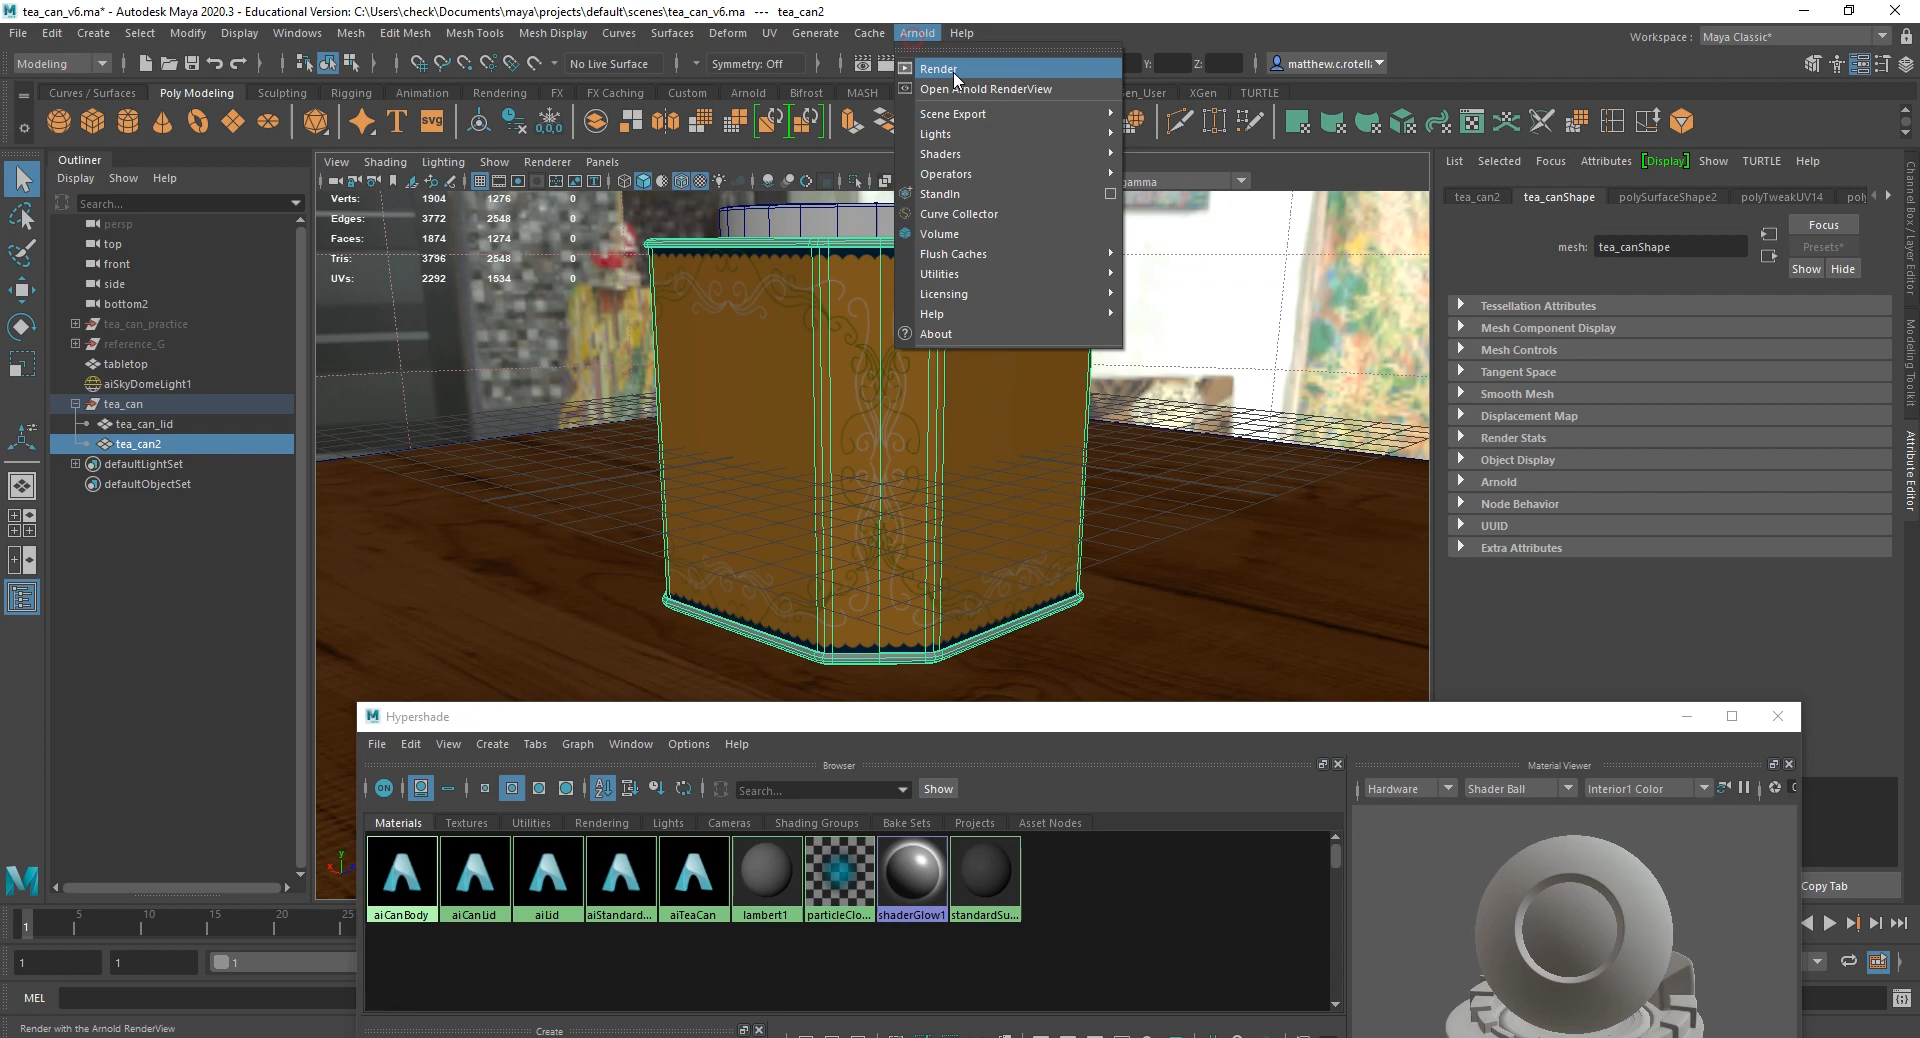 tea_can_v6.ma* - Autodesk Maya 2020.3 - Educational Version: C:\Users\check\Documents\maya\projects\default\scenes\tea_can_v6.ma --- tea_can2
File Edit Create Select Modify Display Windows Mesh Edit Mesh Mesh Tools Mesh Display Curves Surfaces Deform UV Generate Cache Arnold Help
Workspace : Maya Classic*
Modeling No Live Surface Symmetry: Off Y: Z: matthew.c.rotell
Curves / Surfaces Poly Modeling Sculpting Rigging Animation Rendering FX FX Caching Custom Arnold Bifrost MASH en_User XGen TURTLE
svg 0,0,0
Render
Open Arnold RenderView
Scene Export
Lights
Shaders
Operators
StandIn
Curve Collector
Volume
Flush Caches
Utilities
Licensing
Help
About
Outliner
Display Show Help
Search...
persp
top
front
side
bottom2
tea_can_practice
reference_G
tabletop
aiSkyDomeLight1
tea_can
tea_can_lid
tea_can2
defaultLightSet
defaultObjectSet
View Shading Lighting Show Renderer Panels
gamma
Verts: 1904 1276 0
Edges: 3772 2548 0
Faces: 1874 1274 0
Tris: 3796 2548 0
UVs: 2292 1534 0
List Selected Focus Attributes Display Show TURTLE Help
tea_can2 tea_canShape polySurfaceShape2 polyTweakUV14 pol
Focus
mesh: tea_canShape
Presets*
Show Hide
Tessellation Attributes
Mesh Component Display
Mesh Controls
Tangent Space
Smooth Mesh
Displacement Map
Render Stats
Object Display
Arnold
Node Behavior
UUID
Extra Attributes
Channel Box / Layer Editor
Modeling Toolkit
Attribute Editor
Copy Tab
Hypershade
File Edit View Create Tabs Graph Window Options Help
Browser
ON Search... Show
Materials Textures Utilities Rendering Lights Cameras Shading Groups Bake Sets Projects Asset Nodes
aiCanBody aiCanLid aiLid aiStandard... aiTeaCan lambert1 particleClo... shaderGlow1 standardSu...
Material Viewer
Hardware Shader Ball Interior1 Color
Create
1 5 10 15 20 25
1 1 1
MEL
Render with the Arnold RenderView